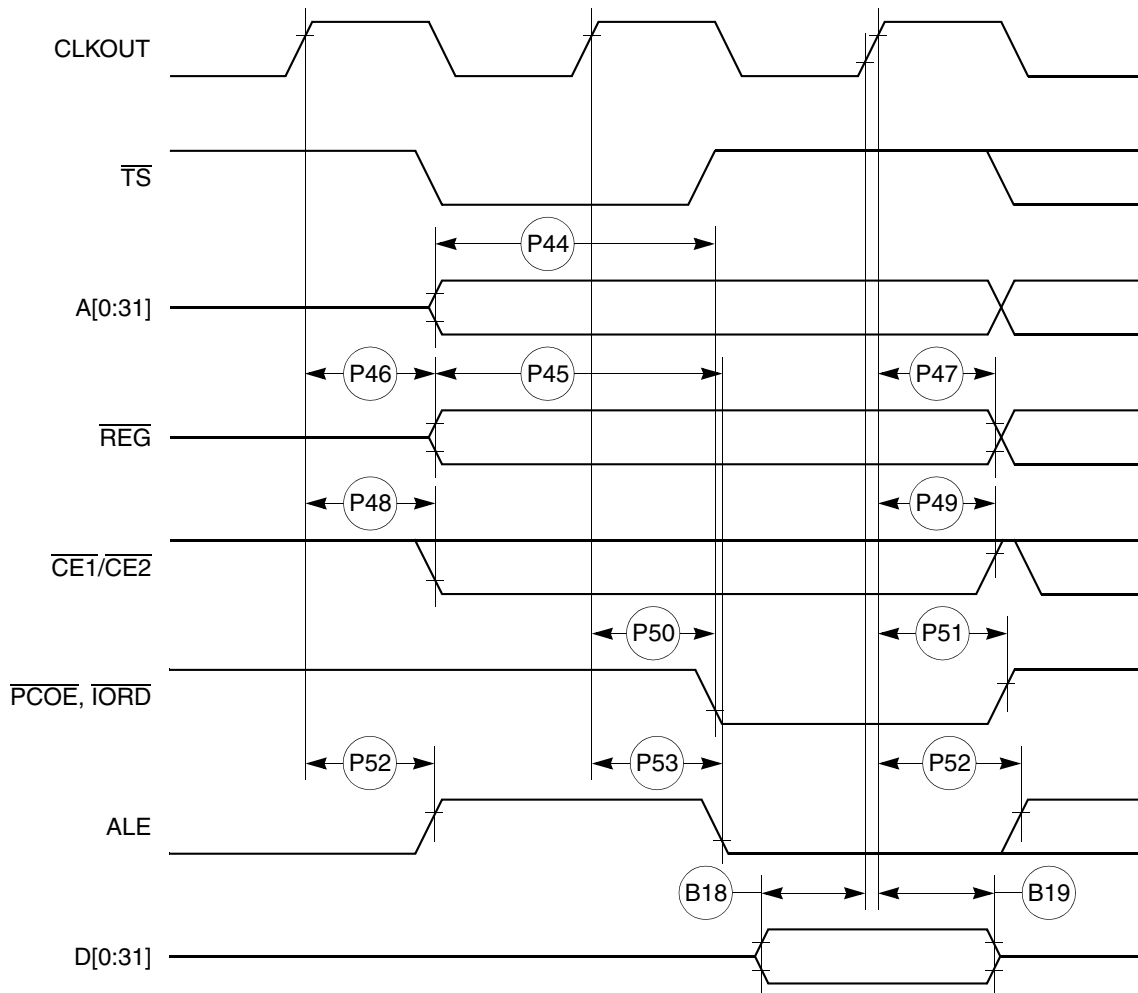 CLKOUT
TS
P44
A[0:31]
P46 P45 P47
REG
P48 P49
CE1/CE2
P50 P51
PCOE, IORD
P52 P53 P52
ALE
B18 B19
D[0:31]